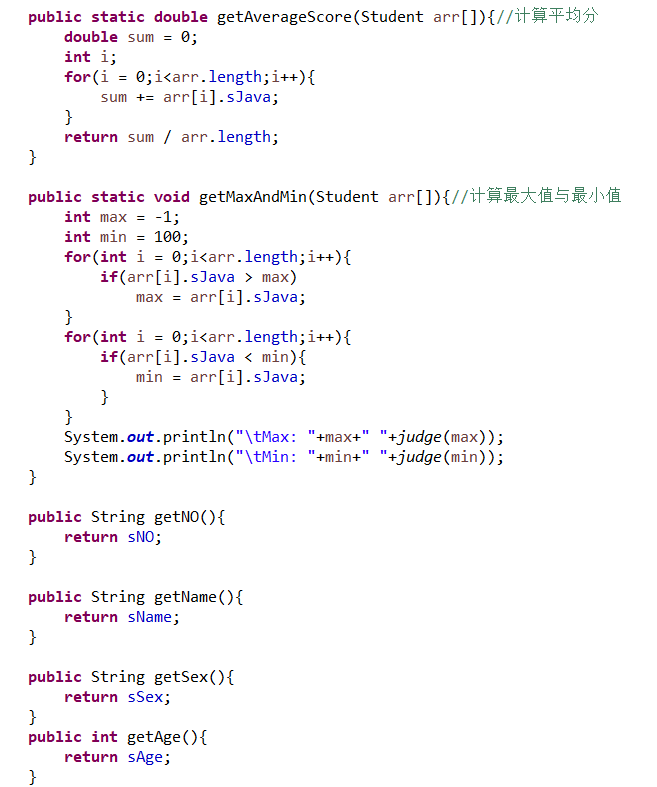 public static double getAverageScore(Student arr[]){//计算平均分
    double sum = 0;
    int i;
    for(i = 0;i<arr.length;i++){
        sum += arr[i].sJava;
    }
    return sum / arr.length;
}

public static void getMaxAndMin(Student arr[]){//计算最大值与最小值
    int max = -1;
    int min = 100;
    for(int i = 0;i<arr.length;i++){
        if(arr[i].sJava > max)
            max = arr[i].sJava;
    }
    for(int i = 0;i<arr.length;i++){
        if(arr[i].sJava < min){
            min = arr[i].sJava;
        }
    }
    System.out.println("\tMax: "+max+" "+judge(max));
    System.out.println("\tMin: "+min+" "+judge(min));
}

public String getNO(){
    return sNO;
}

public String getName(){
    return sName;
}

public String getSex(){
    return sSex;
}
public int getAge(){
    return sAge;
}